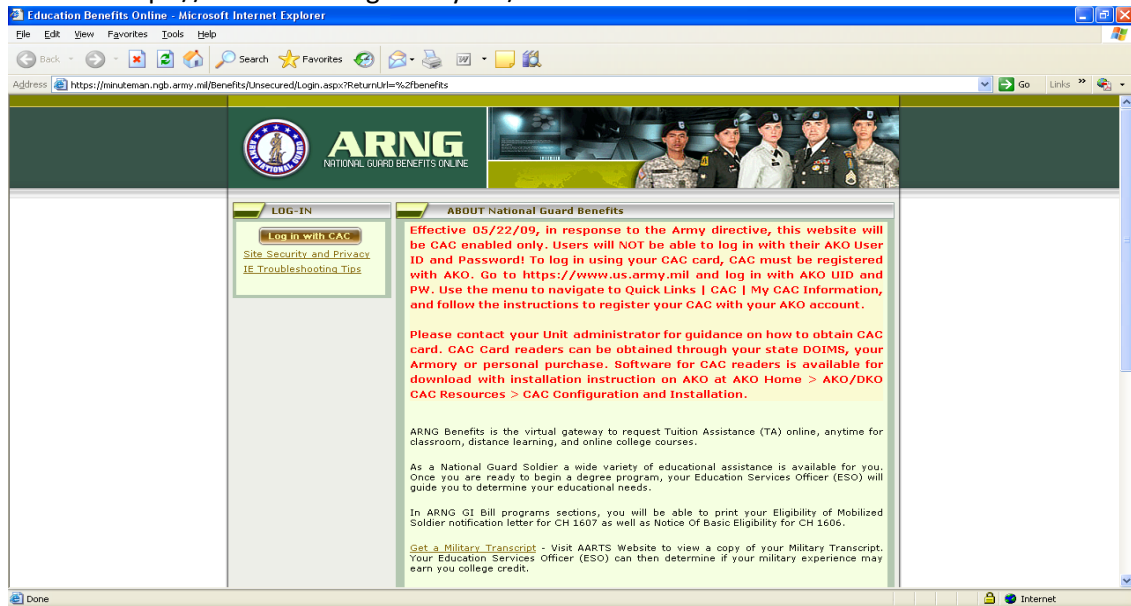 Education Benefits Online - Microsoft Internet Explorer
File Edit View Favorites Tools Help
Back Search Favorites
Address https://minuteman.ngb.army.mil/Benefits/Unsecured/Login.aspx?ReturnUrl=%2fbenefits Go Links »
ARMY NATIONAL GUARD
ARNG
NATIONAL GUARD BENEFITS ONLINE
LOG-IN
Log in with CAC
Site Security and Privacy
IE Troubleshooting Tips
ABOUT National Guard Benefits
Effective 05/22/09, in response to the Army directive, this website will
be CAC enabled only. Users will NOT be able to log in with their AKO User
ID and Password! To log in using your CAC card, CAC must be registered
with AKO. Go to https://www.us.army.mil and log in with AKO UID and
PW. Use the menu to navigate to Quick Links | CAC | My CAC Information,
and follow the instructions to register your CAC with your AKO account.
Please contact your Unit administrator for guidance on how to obtain CAC
card. CAC Card readers can be obtained through your state DOIMS, your
Armory or personal purchase. Software for CAC readers is available for
download with installation instruction on AKO at AKO Home > AKO/DKO
CAC Resources > CAC Configuration and Installation.
ARNG Benefits is the virtual gateway to request Tuition Assistance (TA) online, anytime for
classroom, distance learning, and online college courses.
As a National Guard Soldier a wide variety of educational assistance is available for you.
Once you are ready to begin a degree program, your Education Services Officer (ESO) will
guide you to determine your educational needs.
In ARNG GI Bill programs sections, you will be able to print your Eligibility of Mobilized
Soldier notification letter for CH 1607 as well as Notice Of Basic Eligibility for CH 1606.
Get a Military Transcript - Visit AARTS Website to view a copy of your Military Transcript.
Your Education Services Officer (ESO) can then determine if your military experience may
earn you college credit.
Done Internet